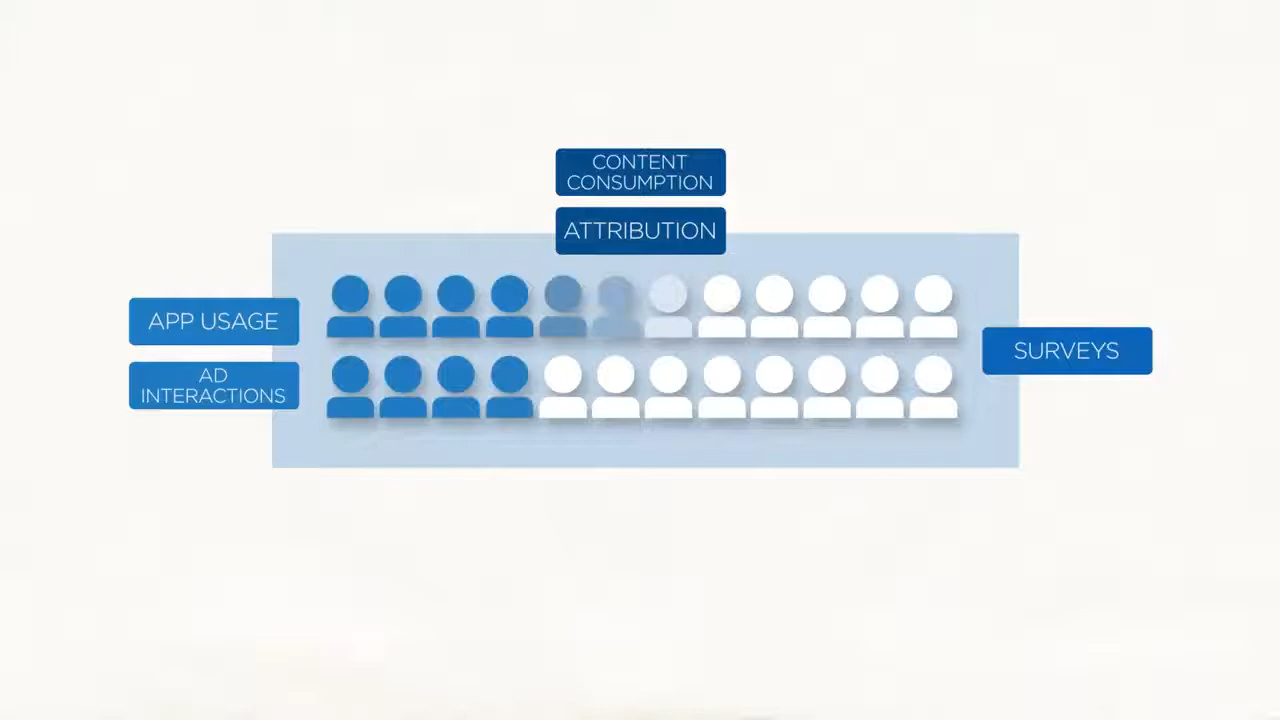 CONTENT
CONSUMPTION
ATTRIBUTION
APP USAGE
AD
INTERACTIONS
SURVEYS